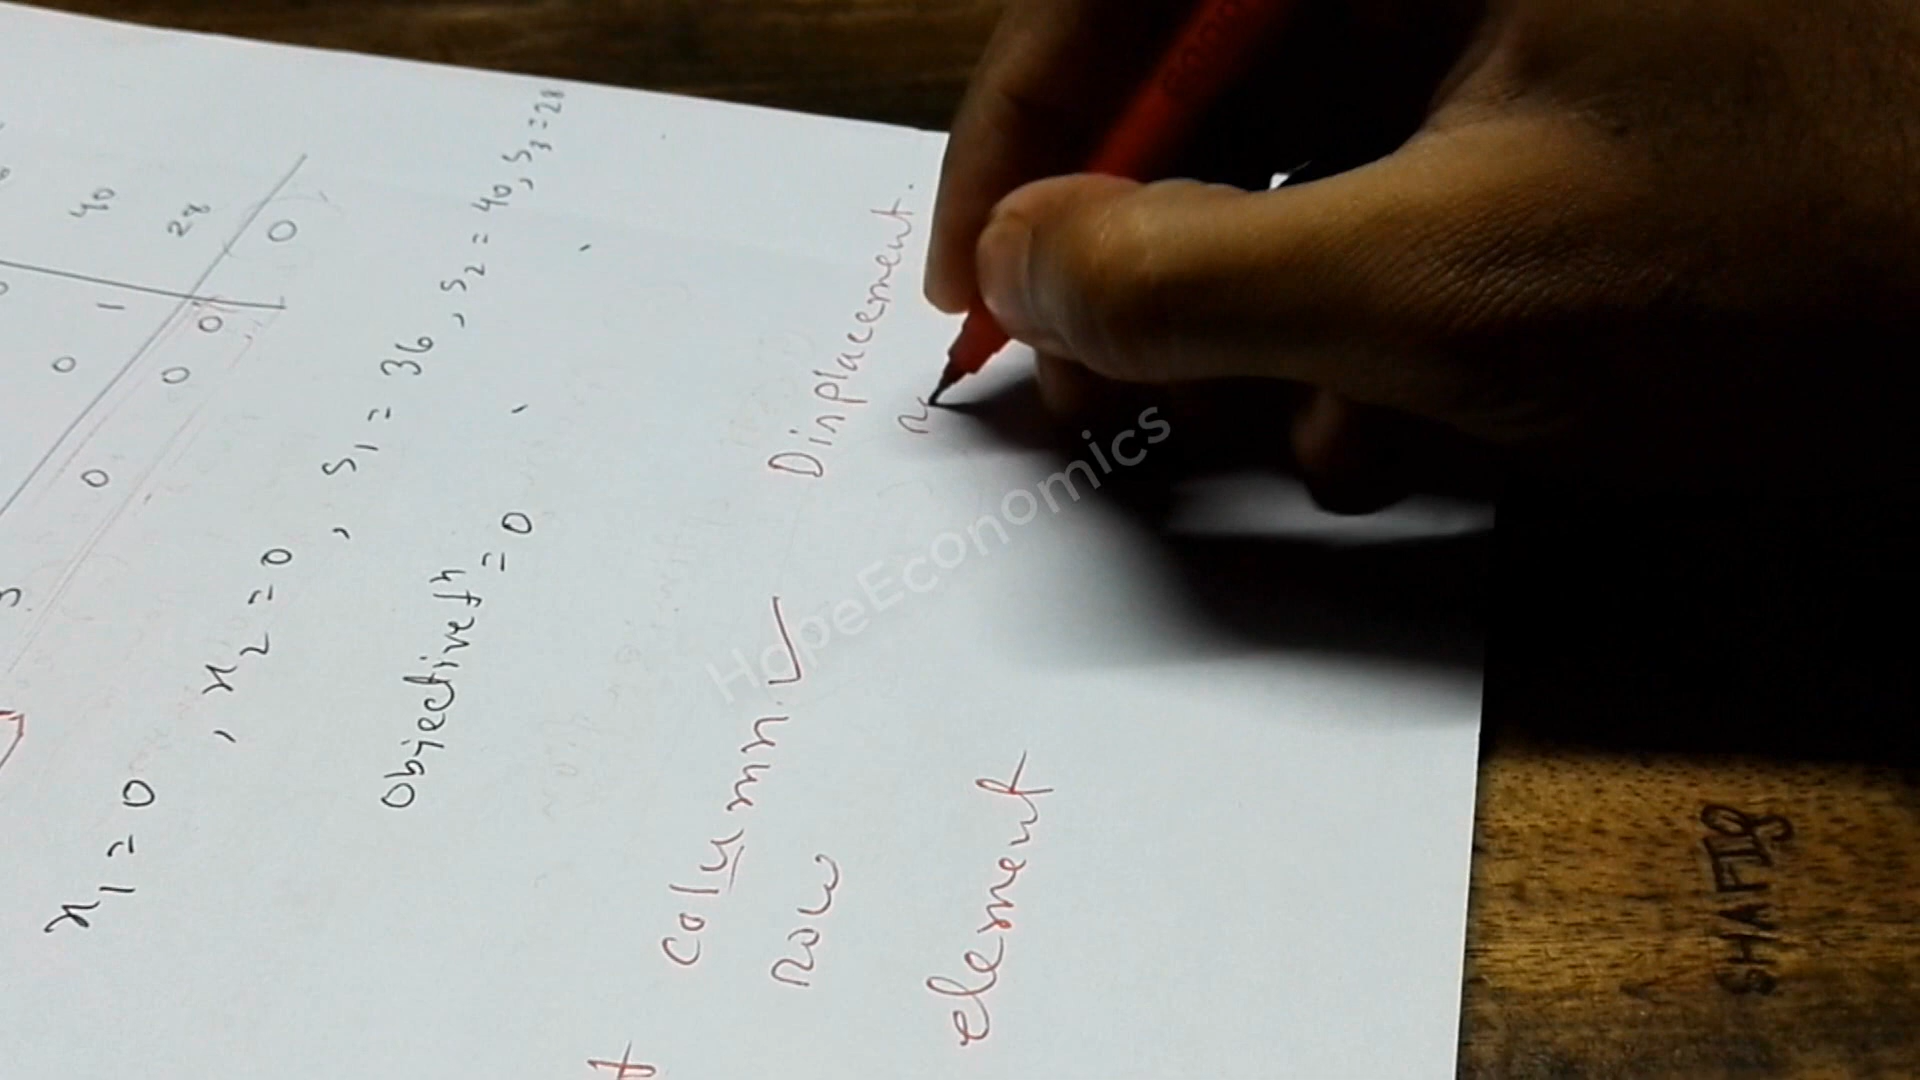 40
28
0
0 1
0 0 0
x₁ = 0 , x₂ = 0 , s₁ = 36 , s₂ = 40 , s₃ = 28
objective fn = 0
column ✓ Displacement.
row
element
HopeEconomics
SHAFIQ